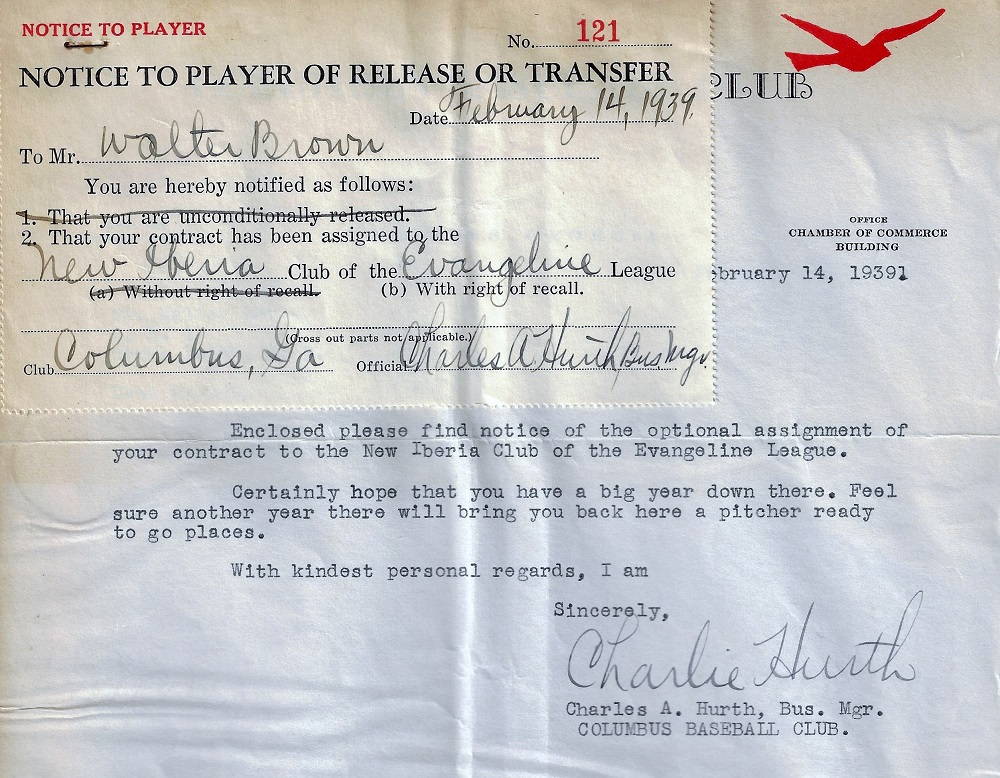 NOTICE TO PLAYER
No. 121
NOTICE TO PLAYER OF RELEASE OR TRANSFER
Date February 14, 1939.
To Mr. Walter Brown
You are hereby notified as follows:
1. That you are unconditionally released.
2. That your contract has been assigned to the
New Iberia Club of the Evangeline League
(a) Without right of recall. (b) With right of recall.
(Cross out parts not applicable.)
Club Columbus, Ga Official Charles A Hurth, Bus Mgr.
CLUB
OFFICE
CHAMBER OF COMMERCE
BUILDING
ebruary 14, 19391
Enclosed please find notice of the optional assignment of
your contract to the New Iberia Club of the Evangeline League.
Certainly hope that you have a big year down there. Feel
sure another year there will bring you back here a pitcher ready
to go places.
With kindest personal regards, I am
Sincerely,
Charlie Hurth
Charles A. Hurth, Bus. Mgr.
COLUMBUS BASEBALL CLUB.